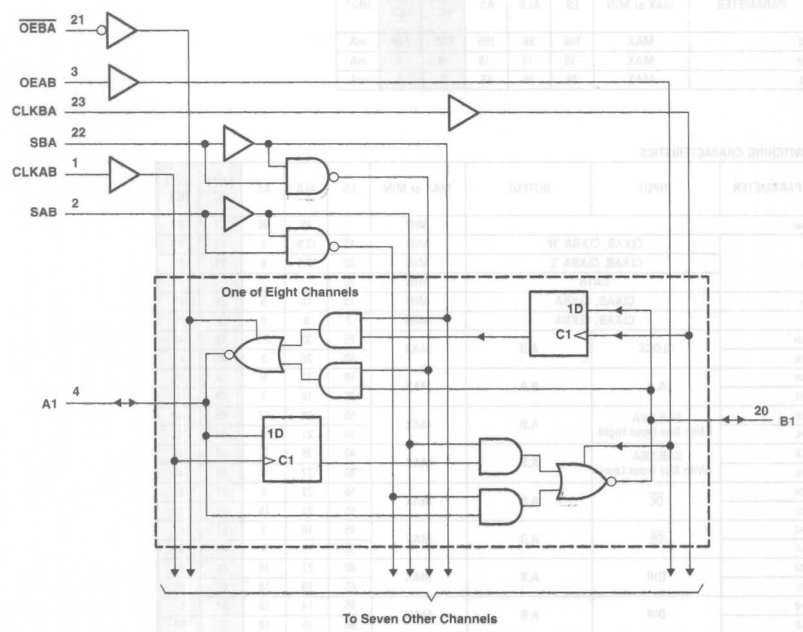 OEBA 21
OEAB 3
CLKBA 23
SBA 22
CLKAB 1
SAB 2
One of Eight Channels
1D
C1
A1 4
20 B1
1D
C1
To Seven Other Channels